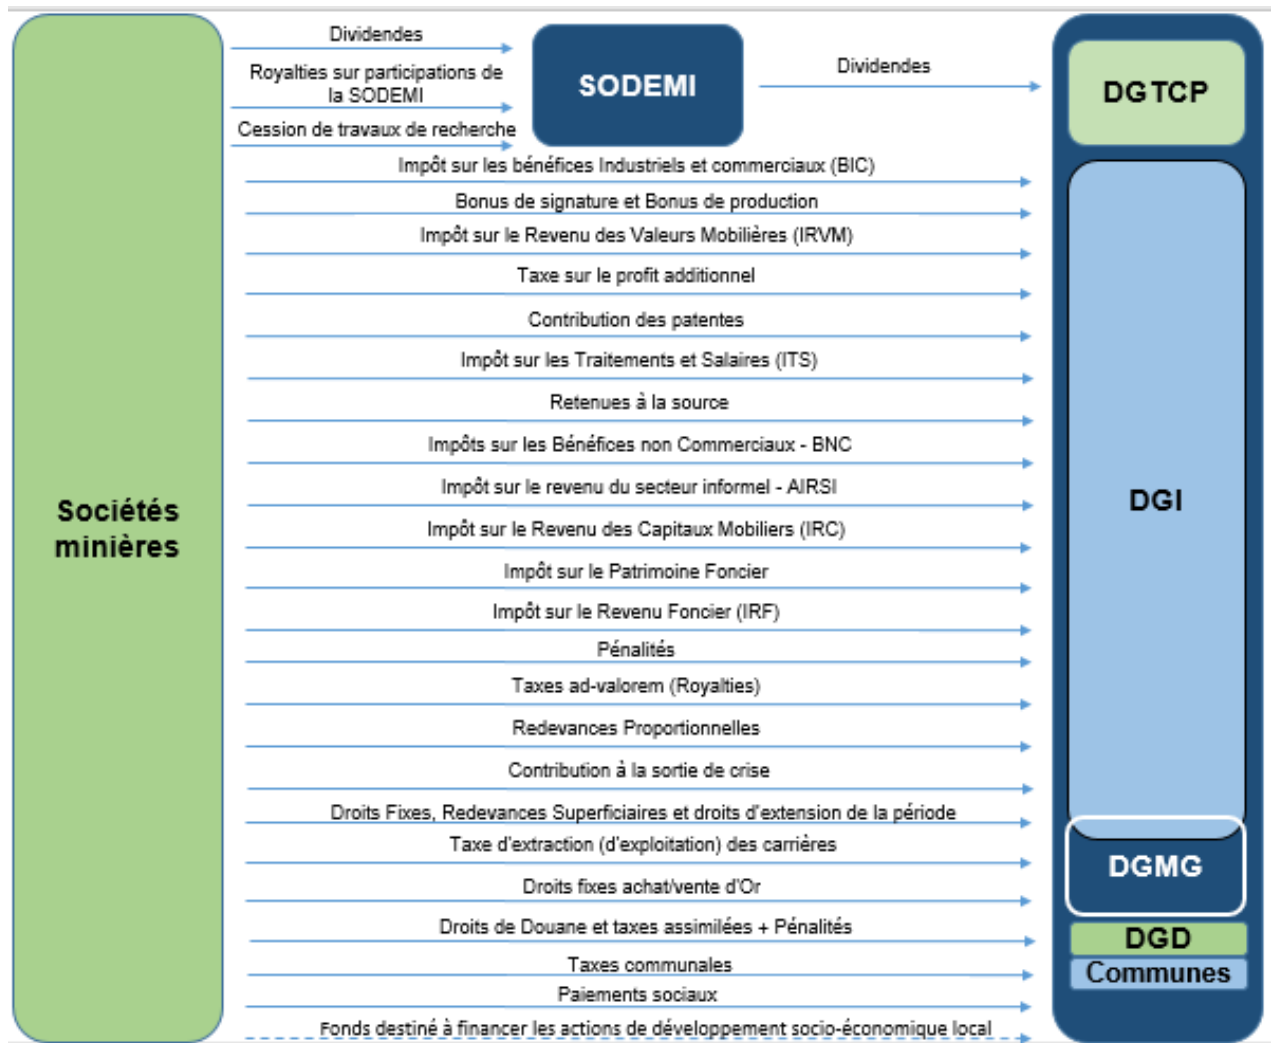 Dividendes
Royalties sur participations de
la SODEMI
Cession de travaux de recherche
SODEMI
Dividendes
DGTCP
Impôt sur les bénéfices Industriels et commerciaux (BIC)
Bonus de signature et Bonus de production
Impôt sur le Revenu des Valeurs Mobilières (IRVM)
Taxe sur le profit additionnel
Contribution des patentes
Impôt sur les Traitements et Salaires (ITS)
Retenues à la source
Impôts sur les Bénéfices non Commerciaux - BNC
Impôt sur le revenu du secteur informel - AIRSI
Impôt sur le Revenu des Capitaux Mobiliers (IRC)
Impôt sur le Patrimoine Foncier
Impôt sur le Revenu Foncier (IRF)
Pénalités
Taxes ad-valorem (Royalties)
Redevances Proportionnelles
Contribution à la sortie de crise
Droits Fixes, Redevances Superficiaires et droits d'extension de la période
Taxe d'extraction (d'exploitation) des carrières
Droits fixes achat/vente d'Or
Droits de Douane et taxes assimilées + Pénalités
Taxes communales
Paiements sociaux
Fonds destiné à financer les actions de développement socio-économique local
Sociétés
minières
DGI
DGMG
DGD
Communes